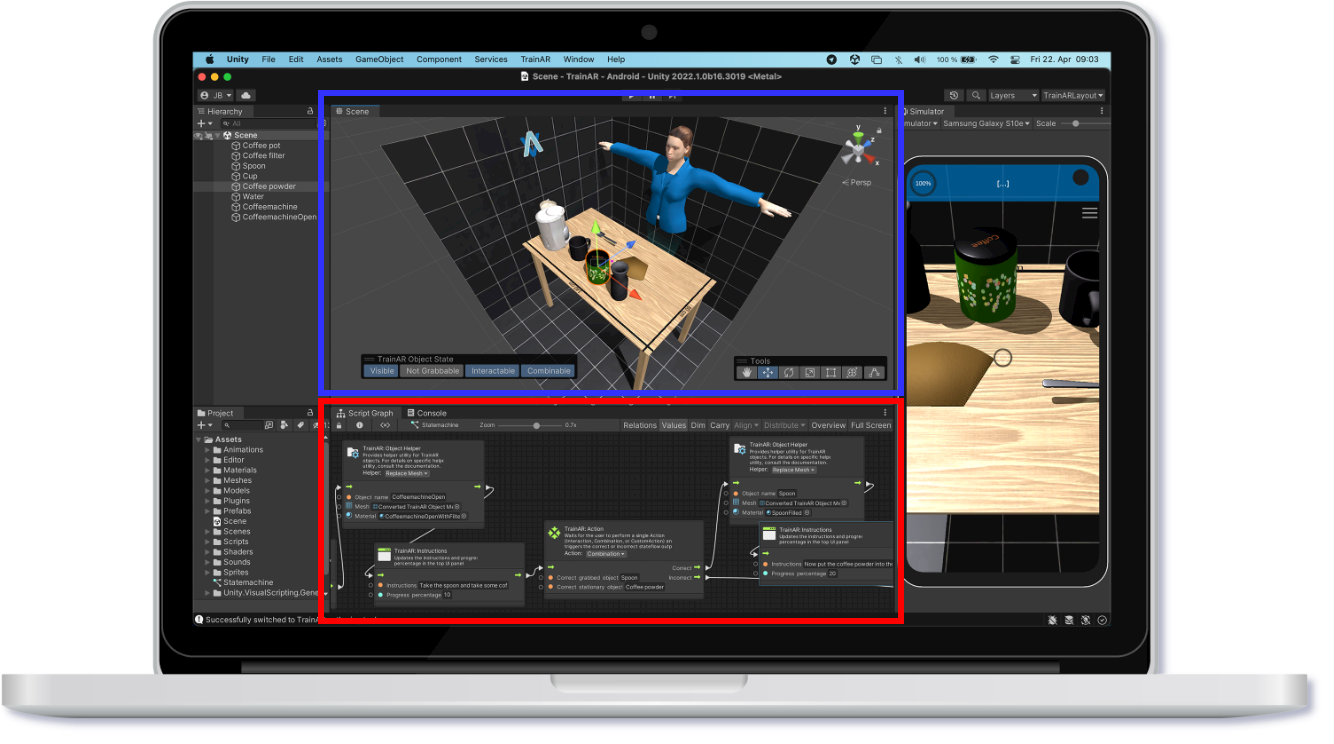 Unity File Edit Assets GameObject Component Services TrainAR Window Help
100 % Fri 22. Apr 09:03
Scene - TrainAR - Android - Unity 2022.1.0b16.3019 <Metal>
JB
Layers TrainARLayout
Hierarchy
All
Scene
Coffee pot
Coffee filter
Spoon
Cup
Coffee powder
Water
Coffeemachine
CoffeemachineOpen
Scene
y
z
x
Persp
TrainAR Object State
Visible Not Grabbable Interactable Combinable
Tools
Simulator
mulator Samsung Galaxy S10e Scale
100%
[...]
Coffee
Project
Assets
Animations
Editor
Materials
Meshes
Models
Plugins
Prefabs
Scene
Scenes
Scripts
Shaders
Sounds
Sprites
Statemachine
Unity.VisualScripting.Gene
Script Graph Console
Statemachine Zoom 0.7x
Relations Values Dim Carry Align Distribute Overview Full Screen
TrainAR: Object Helper
Provides helper utility for TrainAR
objects. For details on specific helper
utility, consult the documentation.
Helper: Replace Mesh
Object name CoffeemachineOpen
Mesh Converted TrainAR Object Me
Material CoffeemachineOpenWithFilte
TrainAR: Instructions
Updates the instructions and progre
percentage in the top UI panel
Instructions Take the spoon and take some cof
Progress percentage 10
TrainAR: Action
Waits for the user to perform a single Action
(Interaction, Combination, or CustomAction) an
triggers the correct or incorrect stateflow outp
Action: Combination
Correct
Correct grabbed object Spoon Incorrect
Correct stationary object Coffee powder
TrainAR: Object Helper
Provides helper utility for TrainAR
objects. For details on specific helpe
utility, consult the documentation.
Helper: Replace Mesh
Object name Spoon
Mesh Converted TrainAR Object Me
Material SpoonFilled
TrainAR: Instructions
Updates the instructions and progre
percentage in the top UI panel
Instructions Now put the coffee powder into the
Progress percentage 20
Successfully switched to TrainA